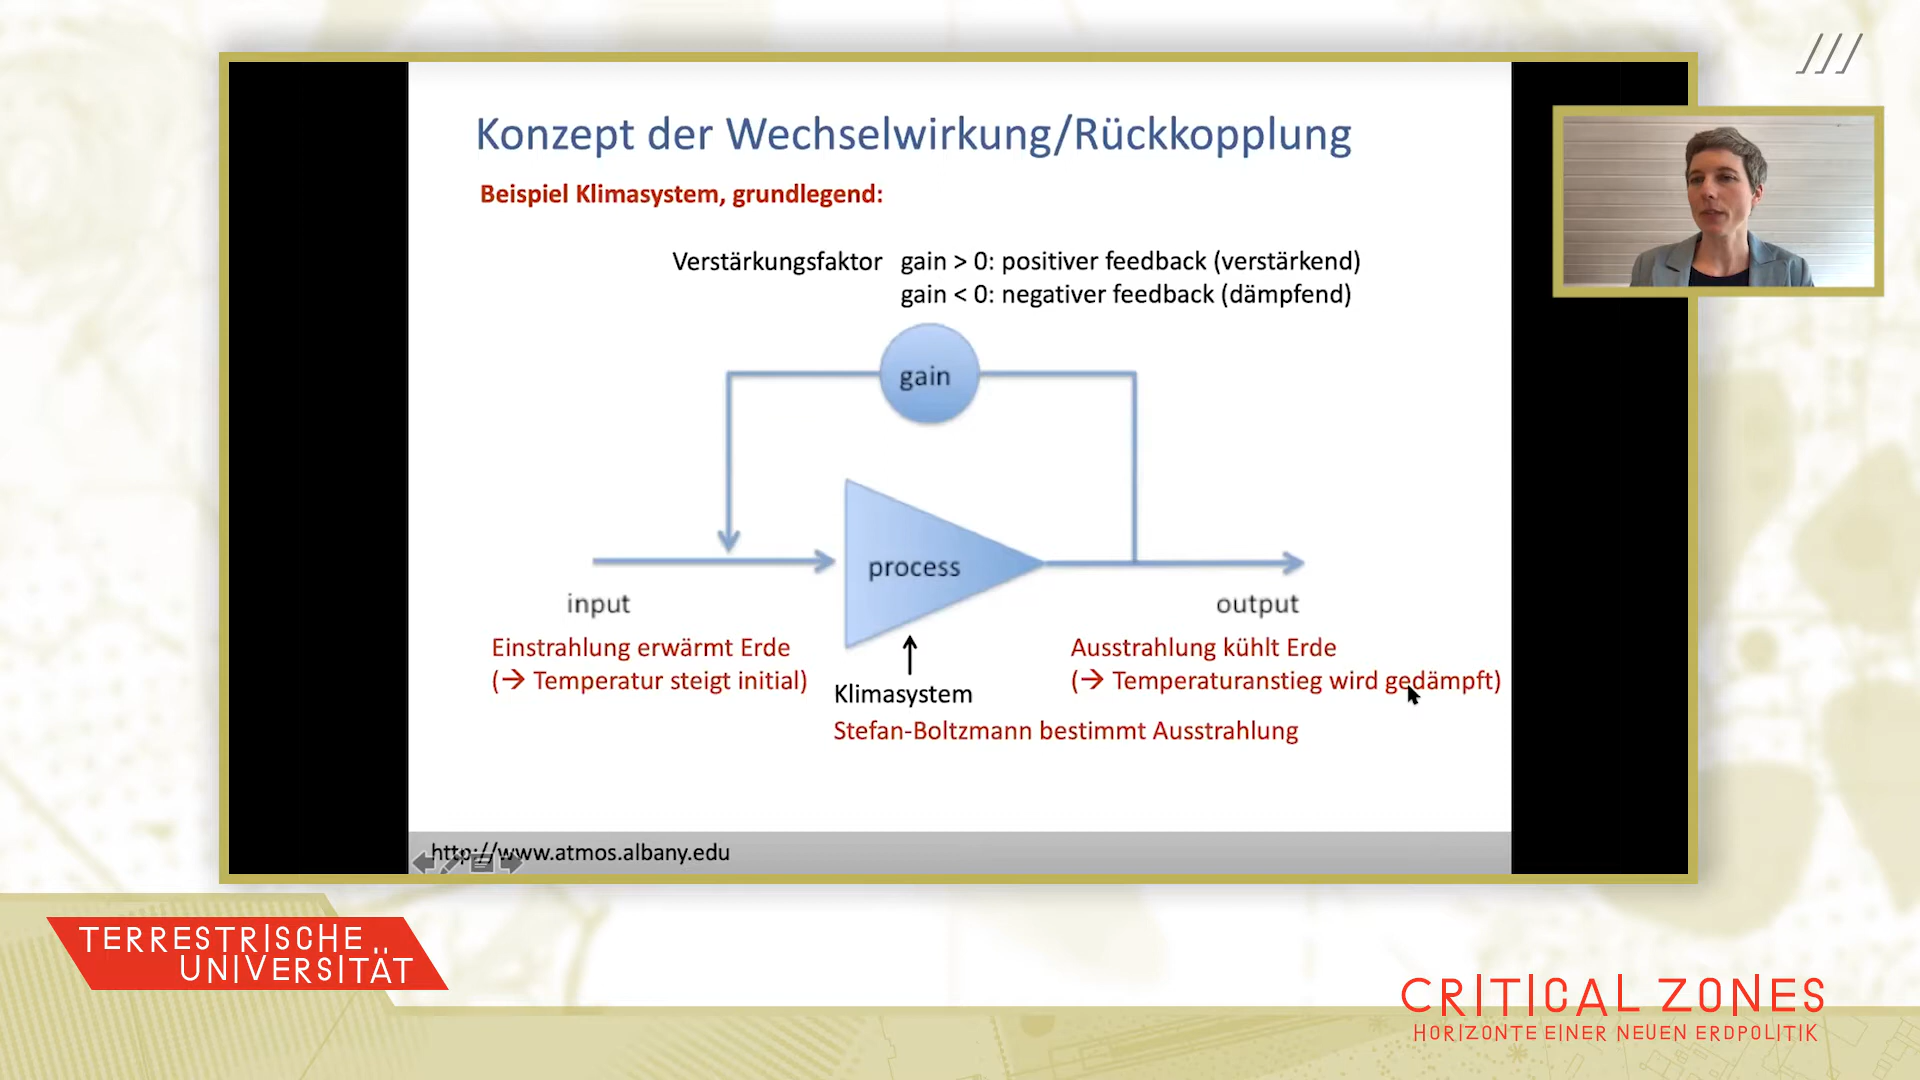 Konzept der Wechselwirkung/Rückkopplung
Beispiel Klimasystem, grundlegend:
Verstärkungsfaktor gain > 0: positiver feedback (verstärkend)
gain < 0: negativer feedback (dämpfend)
gain
process
input
output
Einstrahlung erwärmt Erde
(→ Temperatur steigt initial)
Ausstrahlung kühlt Erde
(→ Temperaturanstieg wird gedämpft)
Klimasystem
Stefan-Boltzmann bestimmt Ausstrahlung
http://www.atmos.albany.edu
TERRESTRISCHE
UNIVERSITÄT
CRITICAL ZONES
HORIZONTE EINER NEUEN ERDPOLITIK